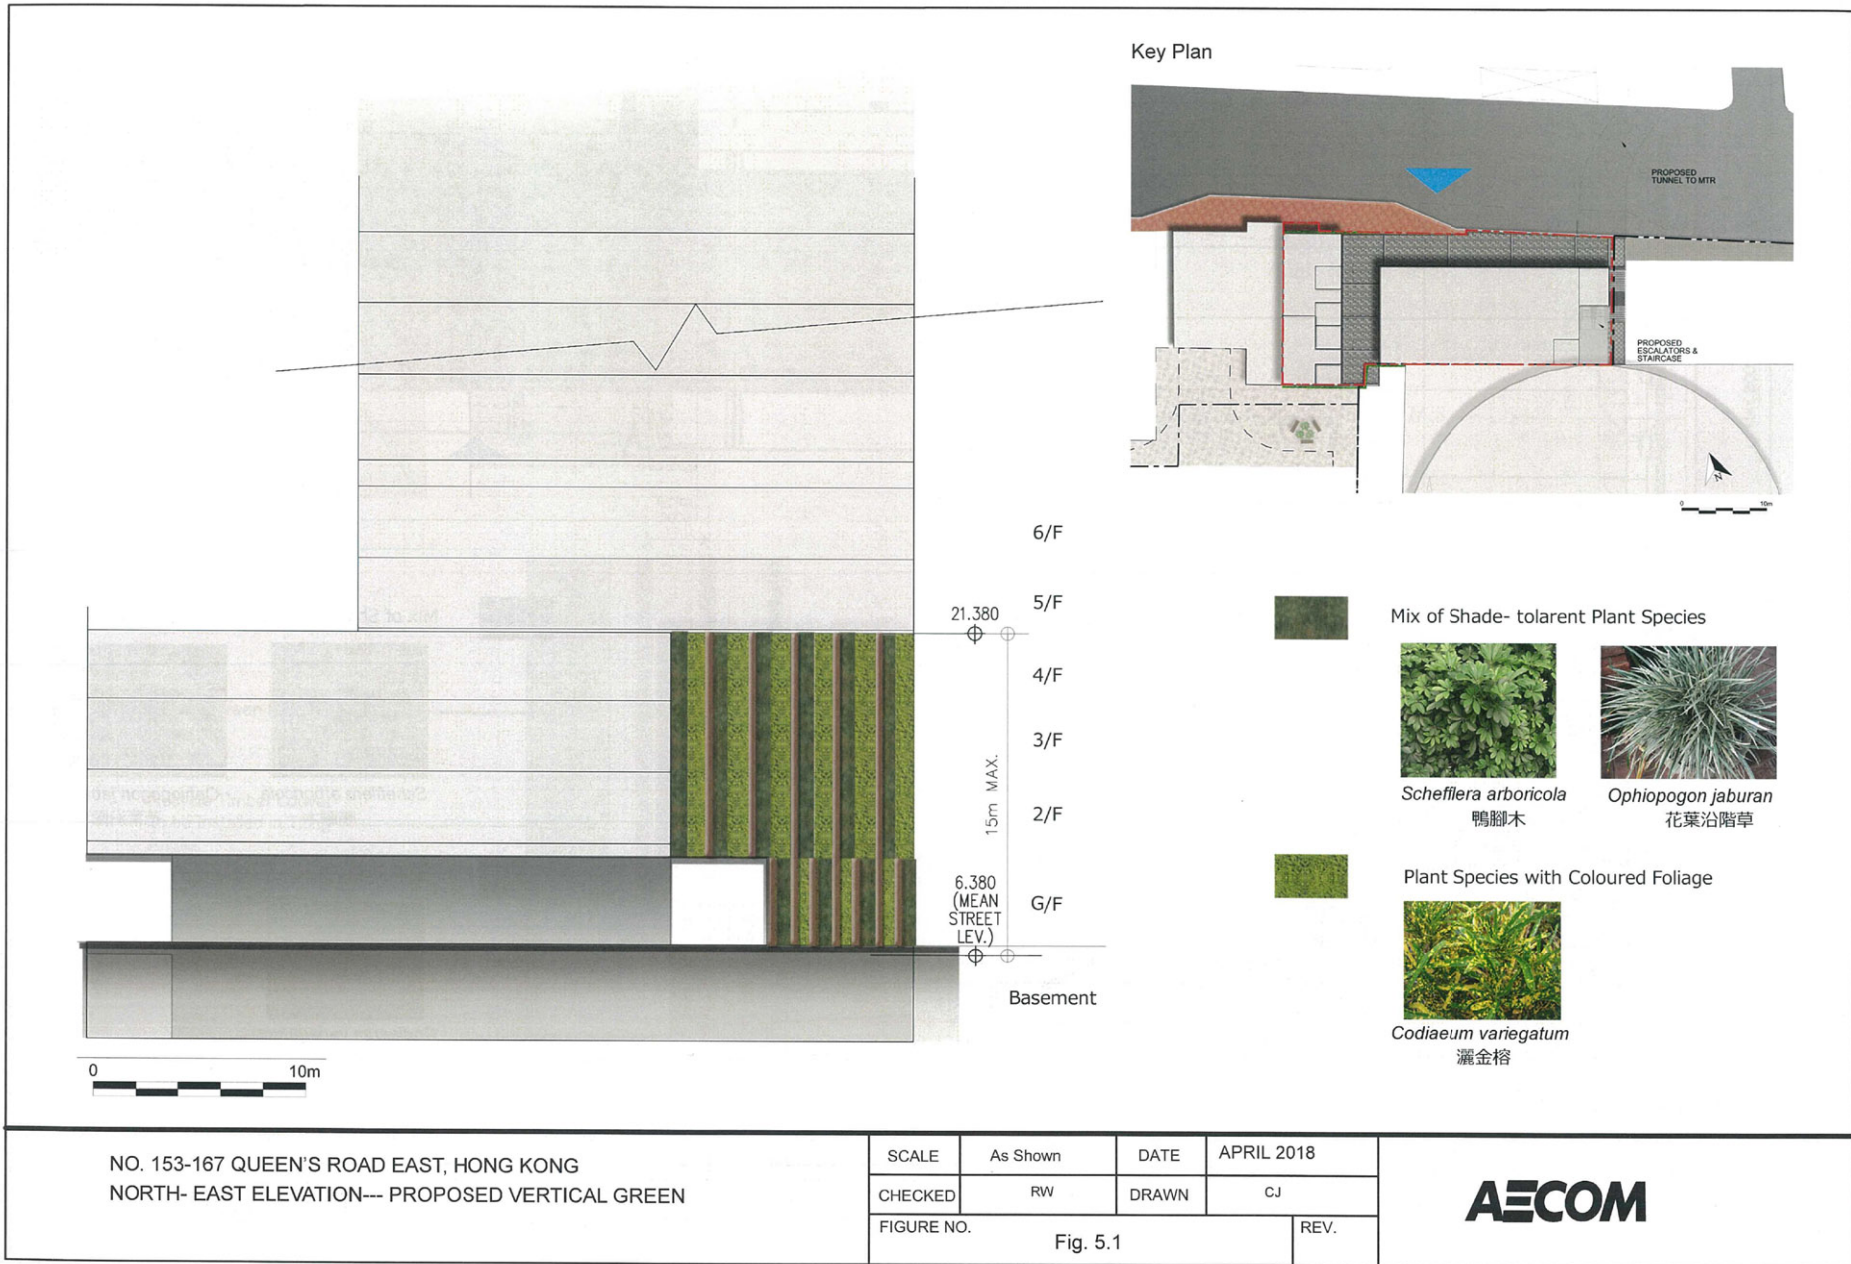 Key Plan
PROPOSED
TUNNEL TO MTR
PROPOSED
ESCALATORS &
STAIRCASE
N
0 10m
6/F
5/F
21.380
4/F
3/F
15m MAX.
2/F
6.380
(MEAN
STREET
LEV.)
G/F
Basement
0 10m
Mix of Shade- tolarent Plant Species
Schefflera arboricola
鴨腳木
Ophiopogon jaburan
花葉沿階草
Plant Species with Coloured Foliage
Codiaeum variegatum
灑金榕
NO. 153-167 QUEEN'S ROAD EAST, HONG KONG
NORTH- EAST ELEVATION--- PROPOSED VERTICAL GREEN
SCALE As Shown DATE APRIL 2018
CHECKED RW DRAWN CJ
FIGURE NO. Fig. 5.1 REV.
AECOM